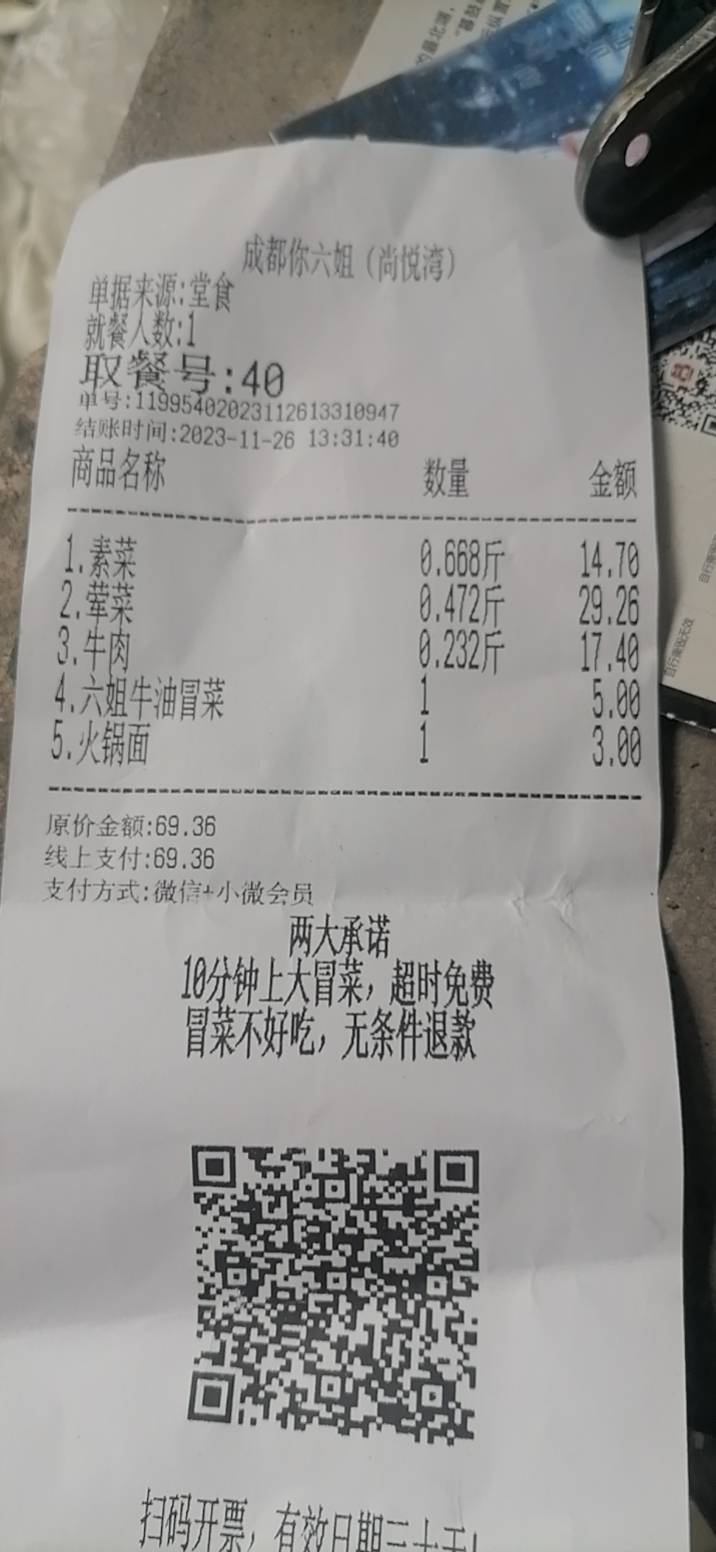 成都你六姐（尚悦湾）
单据来源:堂食
就餐人数:1
取餐号:40
单号:11995402023112613310947
结账时间:2023-11-26 13:31:40
商品名称 数量 金额
1.素菜 0.668斤 14.70
2.荤菜 0.472斤 29.26
3.牛肉 0.232斤 17.40
4.六姐牛油冒菜 1 5.00
5.火锅面 1 3.00
原价金额:69.36
线上支付:69.36
支付方式:微信+小微会员
两大承诺
10分钟上大冒菜，超时免费
冒菜不好吃，无条件退款
扫码开票，有效日期三十天!